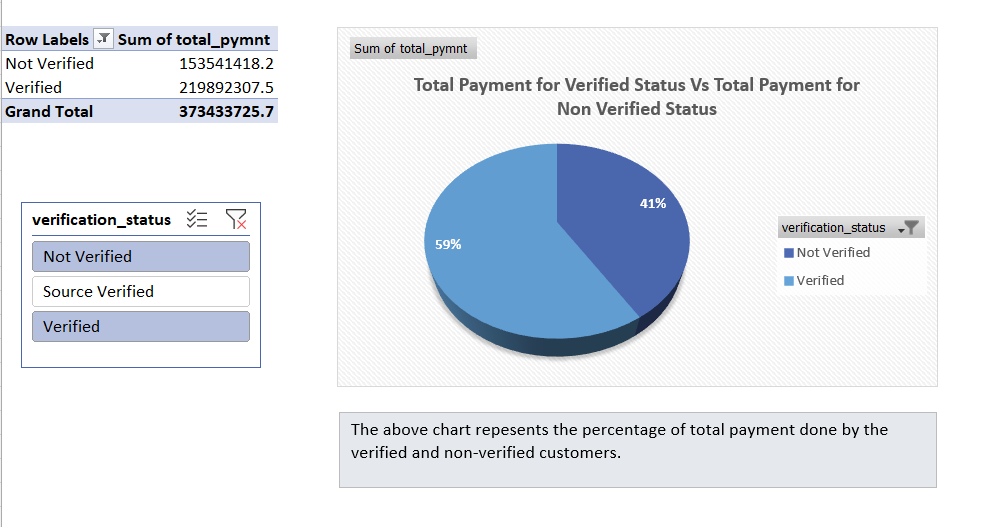 Row Labels Sum of total_pymnt
Not Verified 153541418.2
Verified 219892307.5
Grand Total 373433725.7
verification_status
Not Verified
Source Verified
Verified
Sum of total_pymnt
Total Payment for Verified Status Vs Total Payment for
Non Verified Status
41%
59%
verification_status
Not Verified
Verified
The above chart repesents the percentage of total payment done by the
verified and non-verified customers.